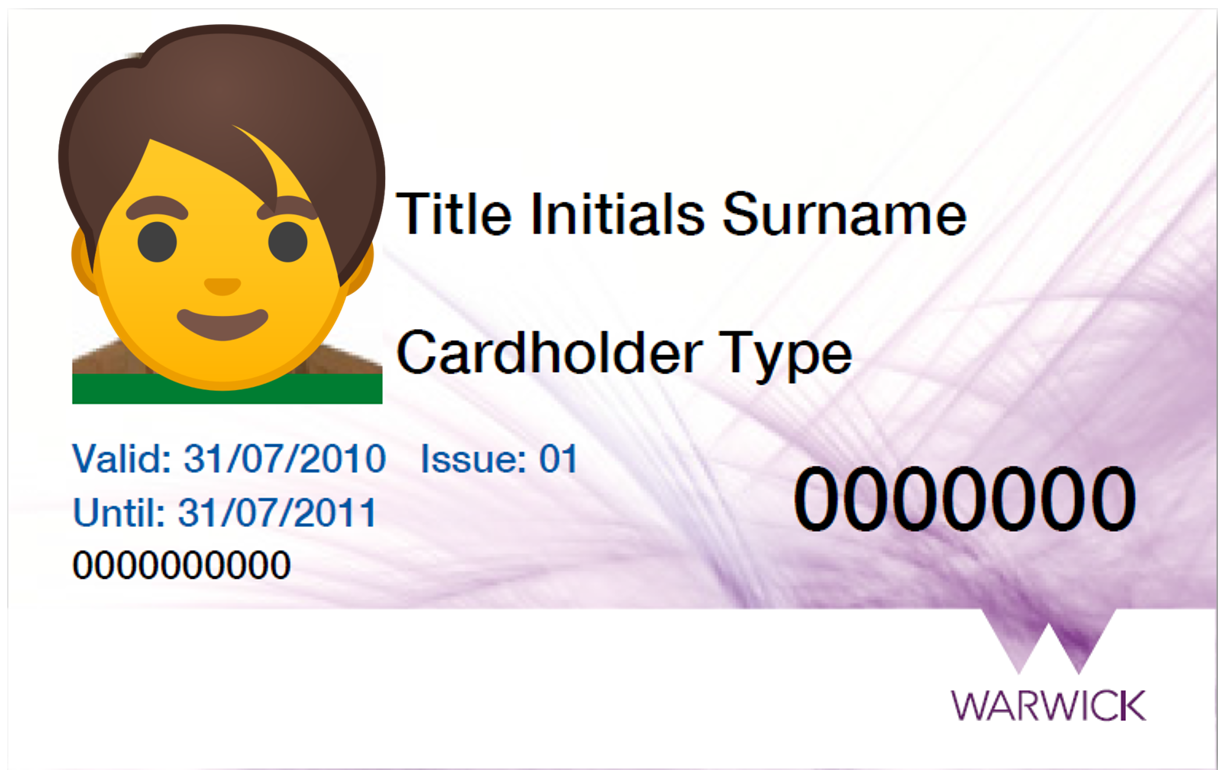 Title Initials Surname
Cardholder Type
Valid: 31/07/2010 Issue: 01
Until: 31/07/2011
0000000000
0000000
WARWICK